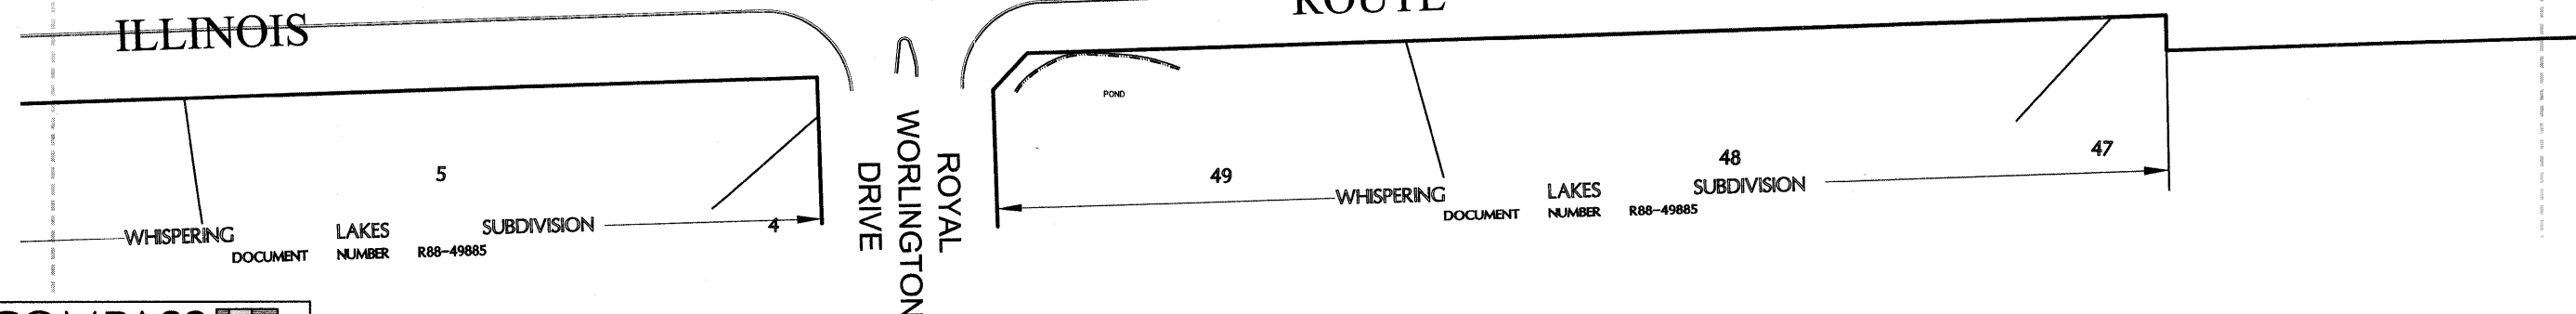 ILLINOIS
ROUTE
POND
5
4
49
48
47
WHISPERING LAKES SUBDIVISION
DOCUMENT NUMBER R88-49885
ROYAL
WORLINGTON
DRIVE
WHISPERING LAKES SUBDIVISION
DOCUMENT NUMBER R88-49885
COMPASS